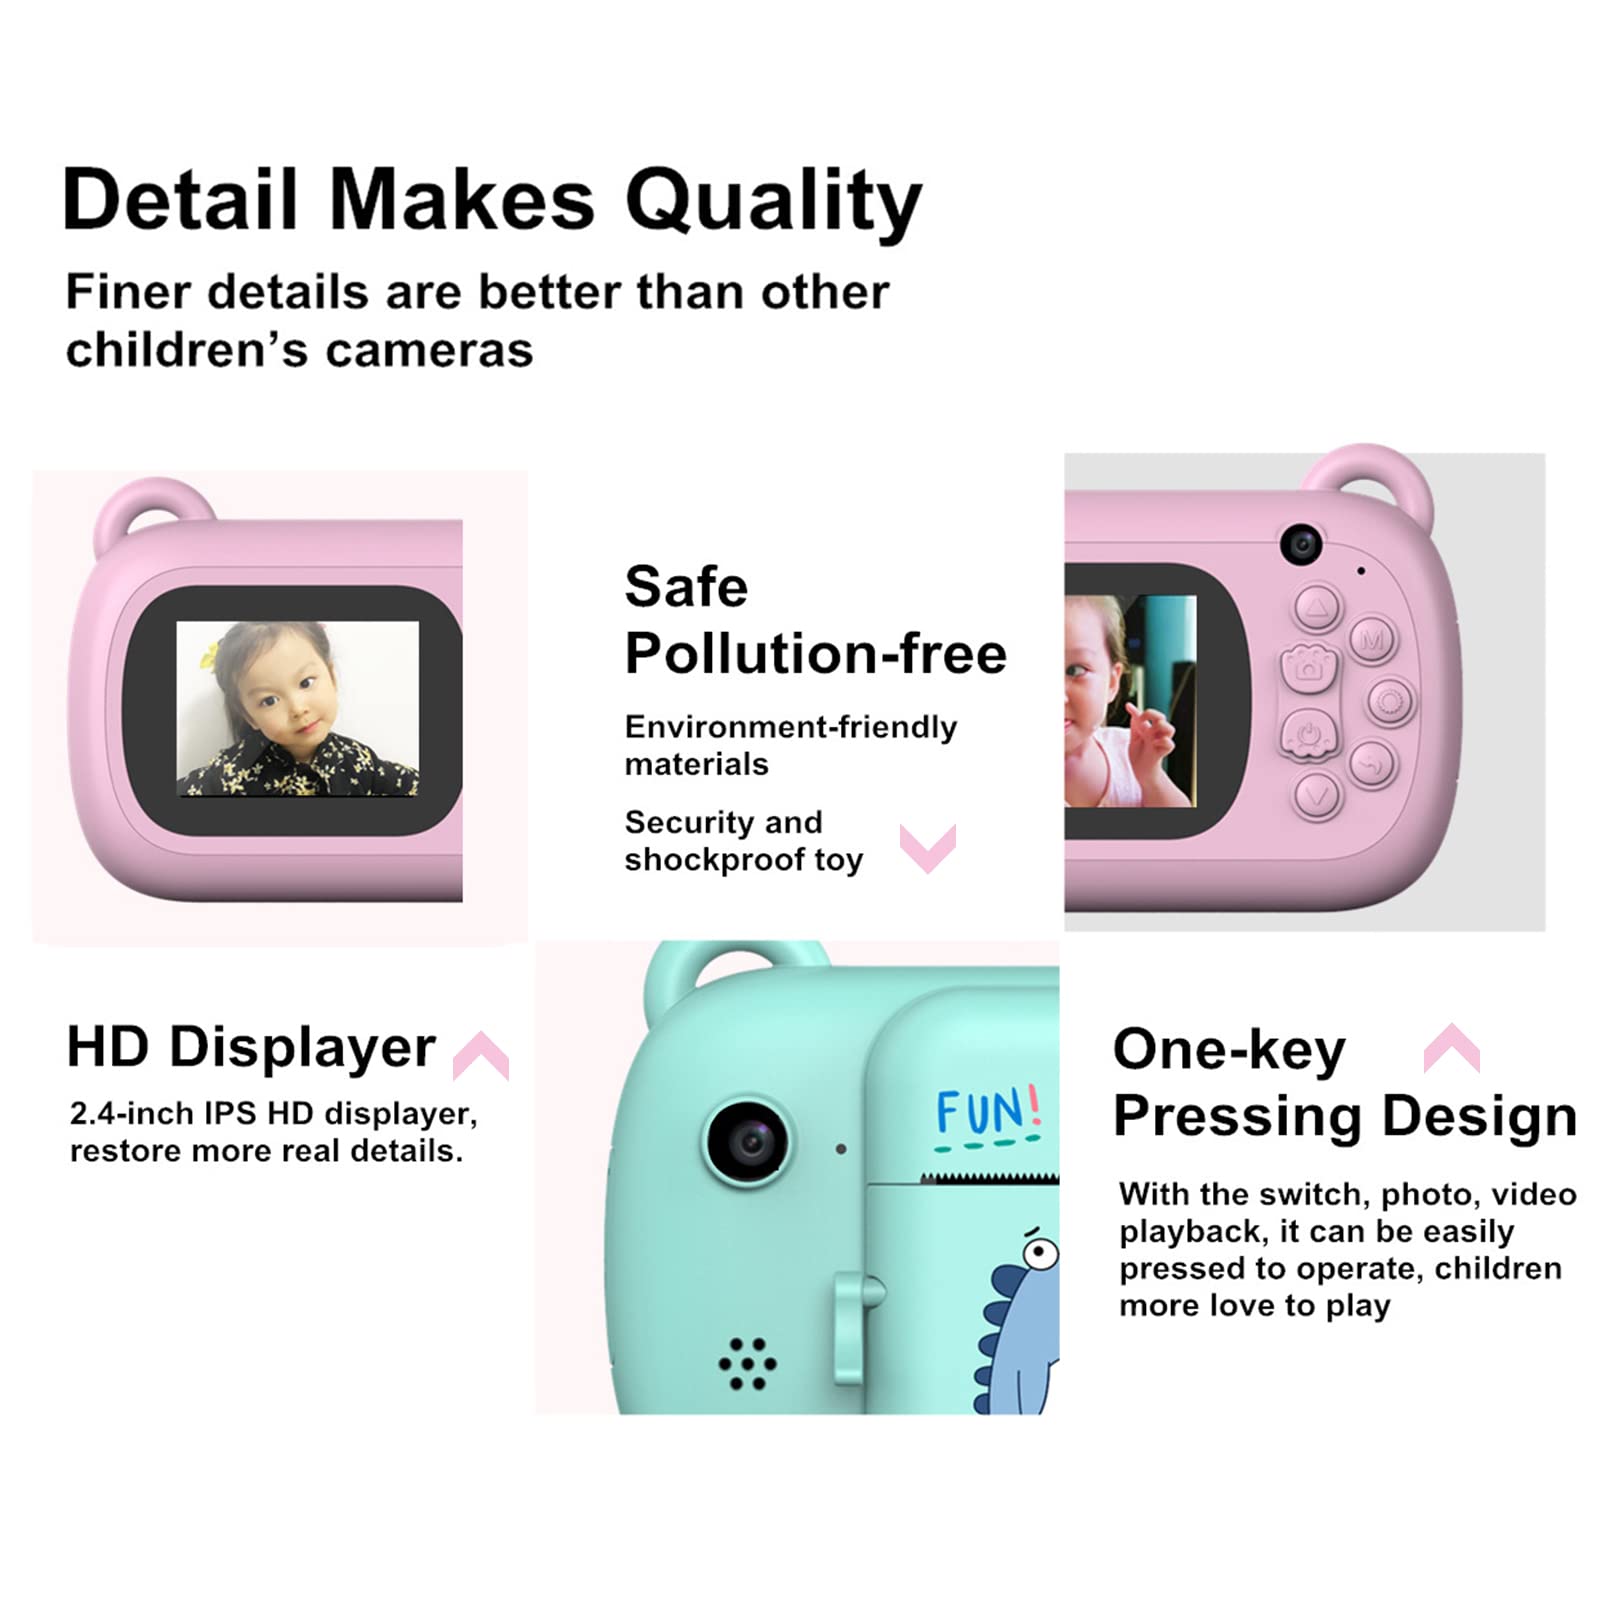 Detail Makes Quality
Finer details are better than other
children’s cameras
Safe
Pollution-free
Environment-friendly
materials
Security and
shockproof toy
M
HD Displayer
2.4-inch IPS HD displayer,
restore more real details.
FUN!
One-key
Pressing Design
With the switch, photo, video
playback, it can be easily
pressed to operate, children
more love to play